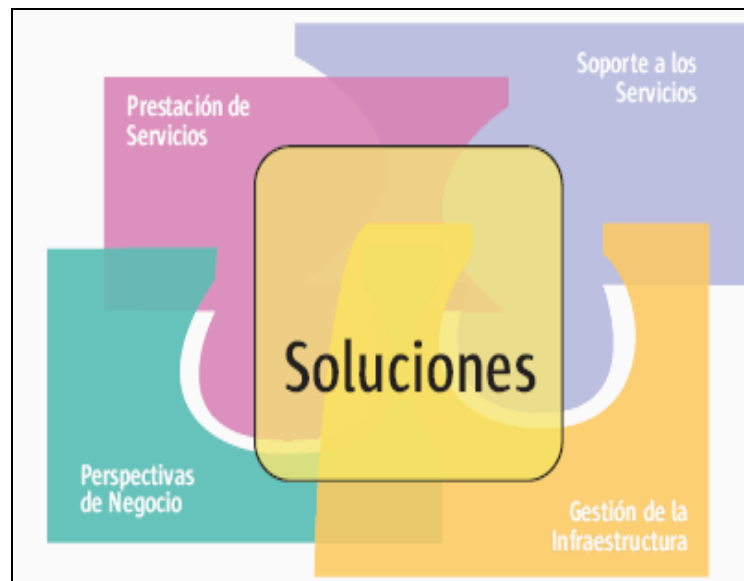 Soporte a los
Servicios
Prestación de
Servicios
Soluciones
Perspectivas
de Negocio
Gestión de la
Infraestructura